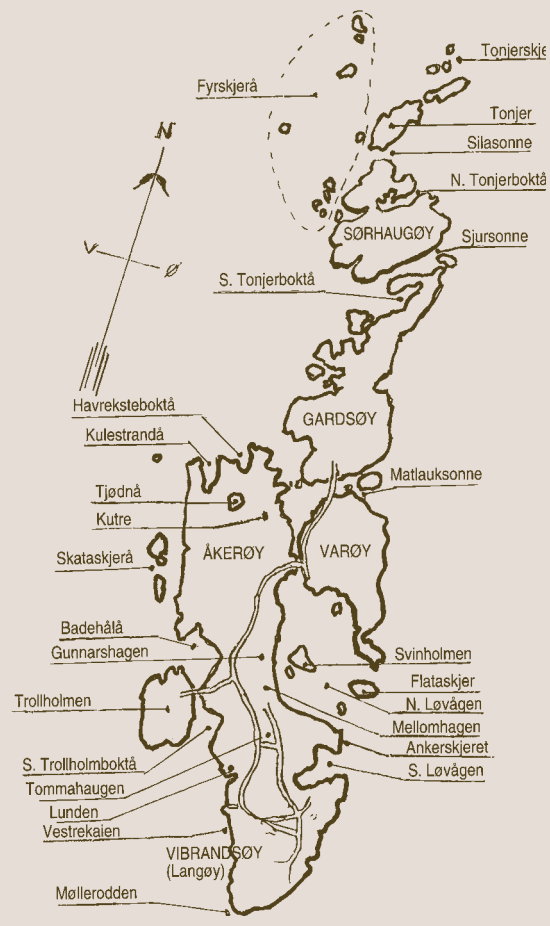 Tonjerskje
Fyrskjerå
Tonjer
Silasonne
N
N. Tonjerboktå
SØRHAUGØY
Sjursonne
V
Ø
S. Tonjerboktå
Havreksteboktå
GARDSØY
Kulestrandå
Matlauksonne
Tjødnå
Kutre
ÅKERØY
VARØY
Skataskjerå
Badehålå
Gunnarshagen
Svinholmen
Flataskjer
Trollholmen
N. Løvågen
Mellomhagen
Ankerskjeret
S. Trollholmboktå
S. Løvågen
Tommahaugen
Lunden
Vestrekaien
VIBRANDSØY
(Langøy)
Møllerodden